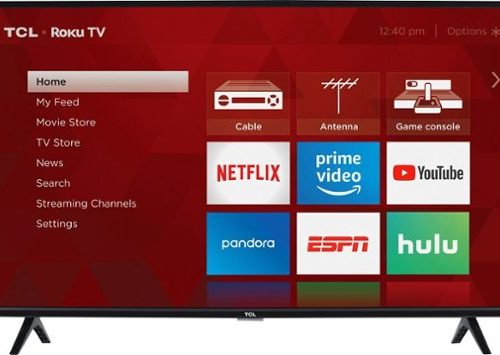 TCL • Roku TV
12:40 pm | Options
Home
My Feed
Movie Store
TV Store
News
Search
Streaming Channels
Settings
Cable
Antenna
Game console
NETFLIX
prime video
YouTube
pandora
ESPN
hulu
TCL